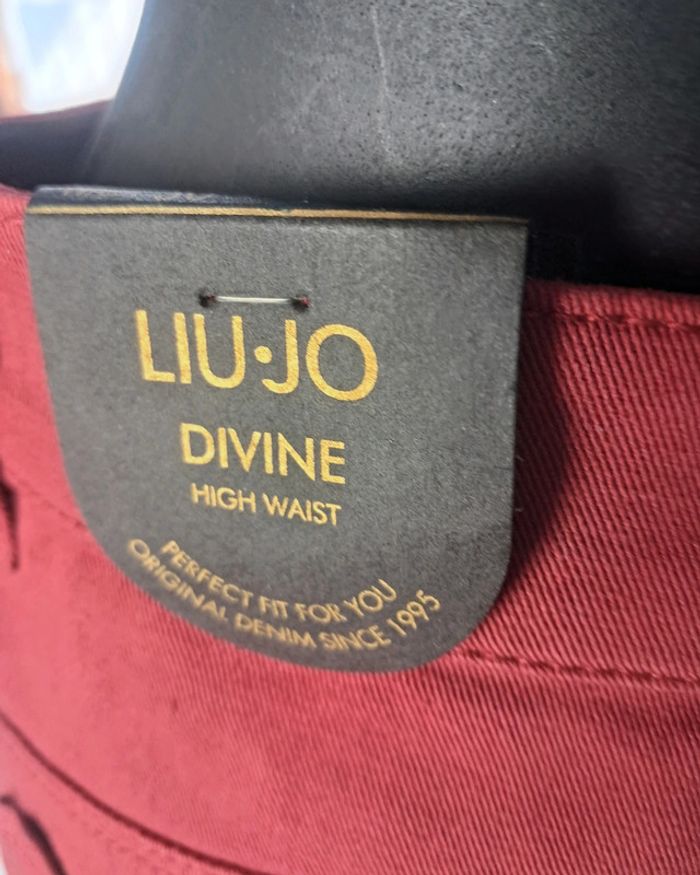 LIU·JO
DIVINE
HIGH WAIST
PERFECT FIT FOR YOU
ORIGINAL DENIM SINCE 1995